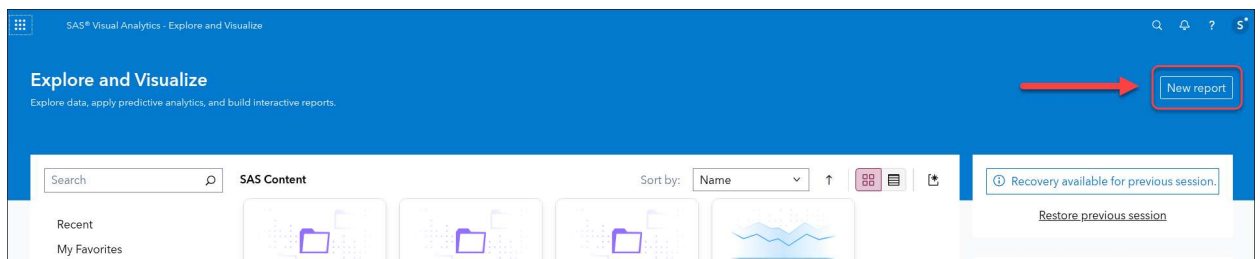 SAS® Visual Analytics - Explore and Visualize
? S
Explore and Visualize
Explore data, apply predictive analytics, and build interactive reports.
New report
Search
SAS Content
Sort by: Name
Recovery available for previous session.
Restore previous session
Recent
My Favorites